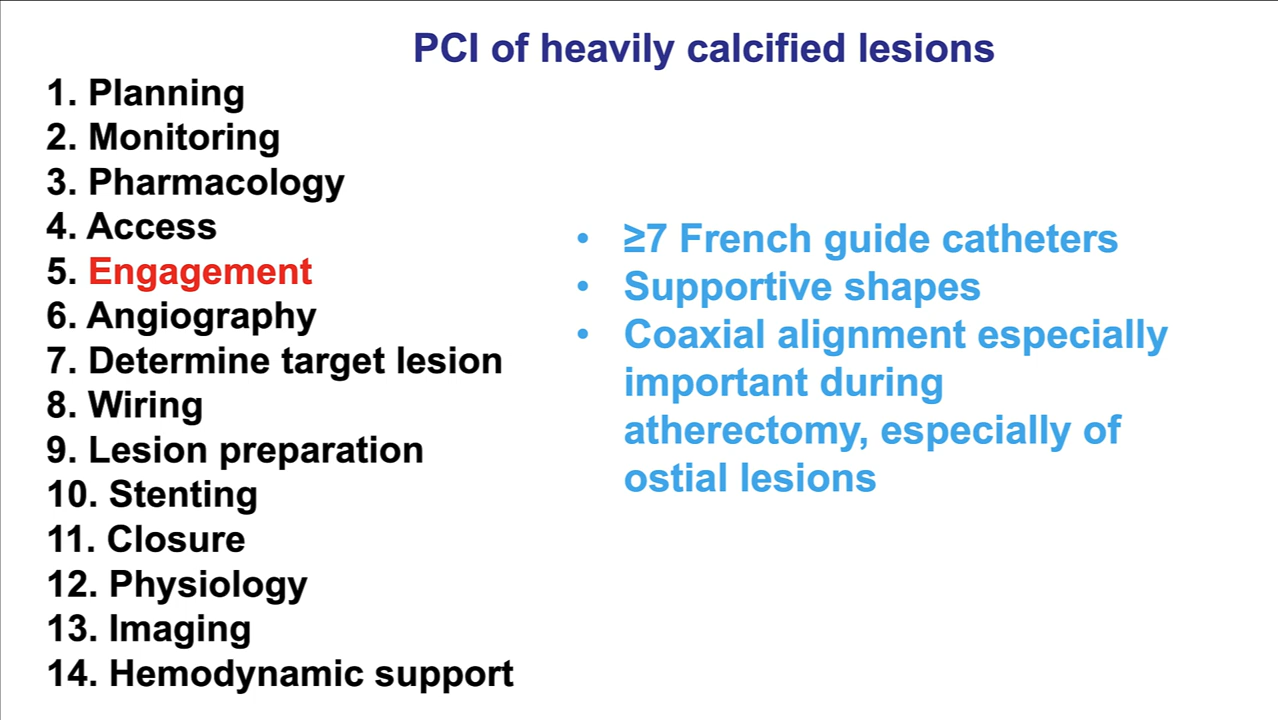 PCI of heavily calcified lesions
1. Planning
2. Monitoring
3. Pharmacology
4. Access
5. Engagement
6. Angiography
7. Determine target lesion
8. Wiring
9. Lesion preparation
10. Stenting
11. Closure
12. Physiology
13. Imaging
14. Hemodynamic support
• ≥7 French guide catheters
• Supportive shapes
• Coaxial alignment especially
important during
atherectomy, especially of
ostial lesions